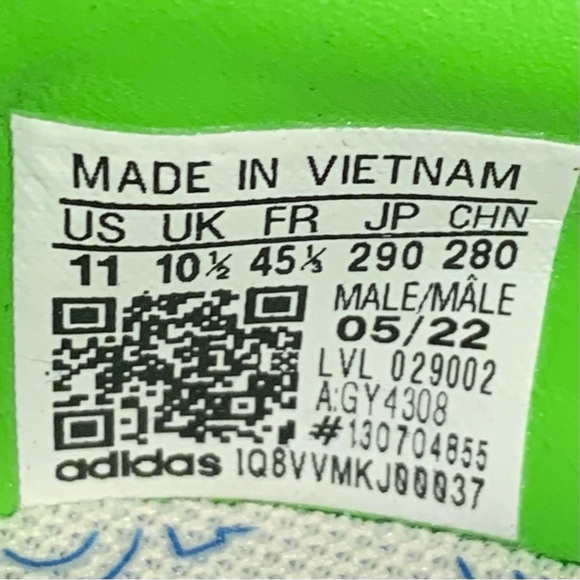 MADE IN VIETNAM
US UK FR JP CHN
11 10½ 45⅓ 290 280
MALE/MÂLE
05/22
LVL 029002
A:GY4308
#130704855
adidas 1Q8VVMKJ00037